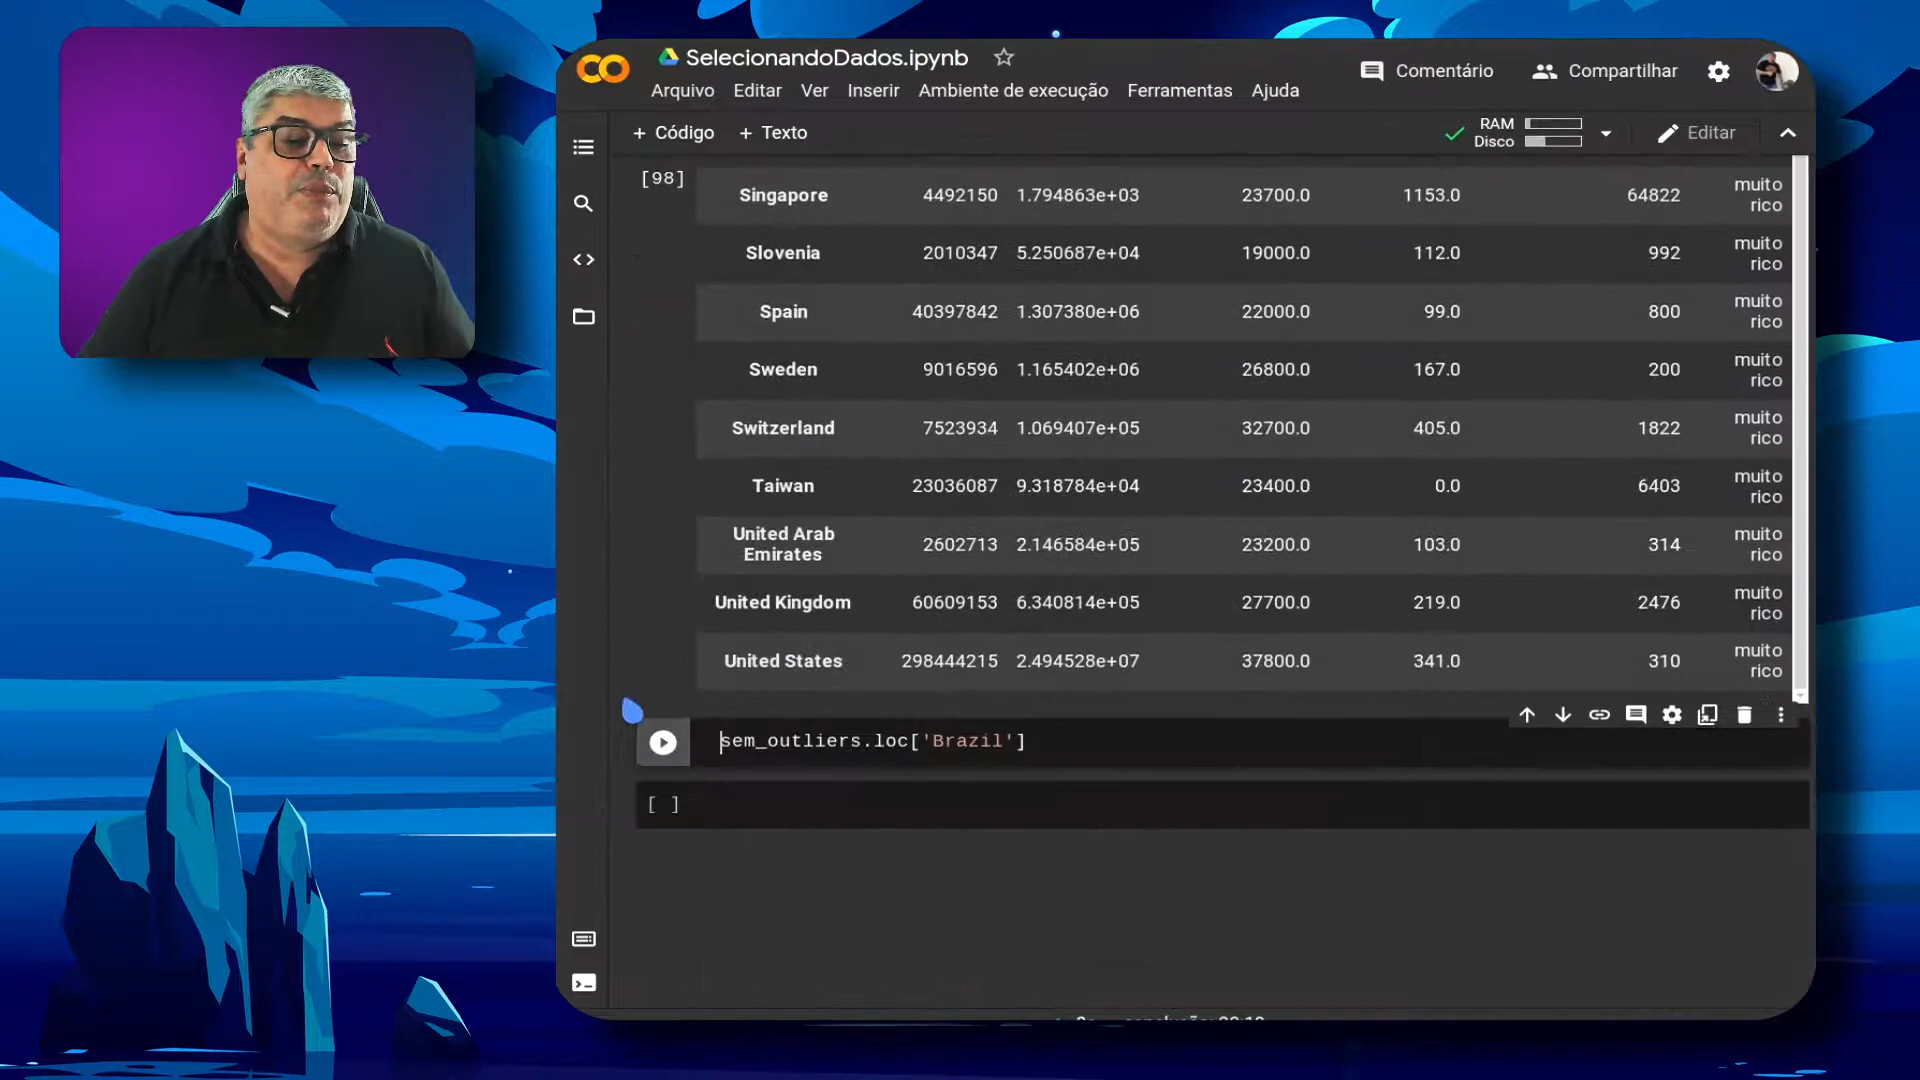 SelecionandoDados.ipynb
Comentário Compartilhar
Arquivo Editar Ver Inserir Ambiente de execução Ferramentas Ajuda
+ Código + Texto
RAM
Disco
Editar
[98]
Singapore 4492150 1.794863e+03 23700.0 1153.0 64822 muito
rico
Slovenia 2010347 5.250687e+04 19000.0 112.0 992 muito
rico
Spain 40397842 1.307380e+06 22000.0 99.0 800 muito
rico
Sweden 9016596 1.165402e+06 26800.0 167.0 200 muito
rico
Switzerland 7523934 1.069407e+05 32700.0 405.0 1822 muito
rico
Taiwan 23036087 9.318784e+04 23400.0 0.0 6403 muito
rico
United Arab
Emirates 2602713 2.146584e+05 23200.0 103.0 314 muito
rico
United Kingdom 60609153 6.340814e+05 27700.0 219.0 2476 muito
rico
United States 298444215 2.494528e+07 37800.0 341.0 310 muito
rico
sem_outliers.loc['Brazil']
[ ]